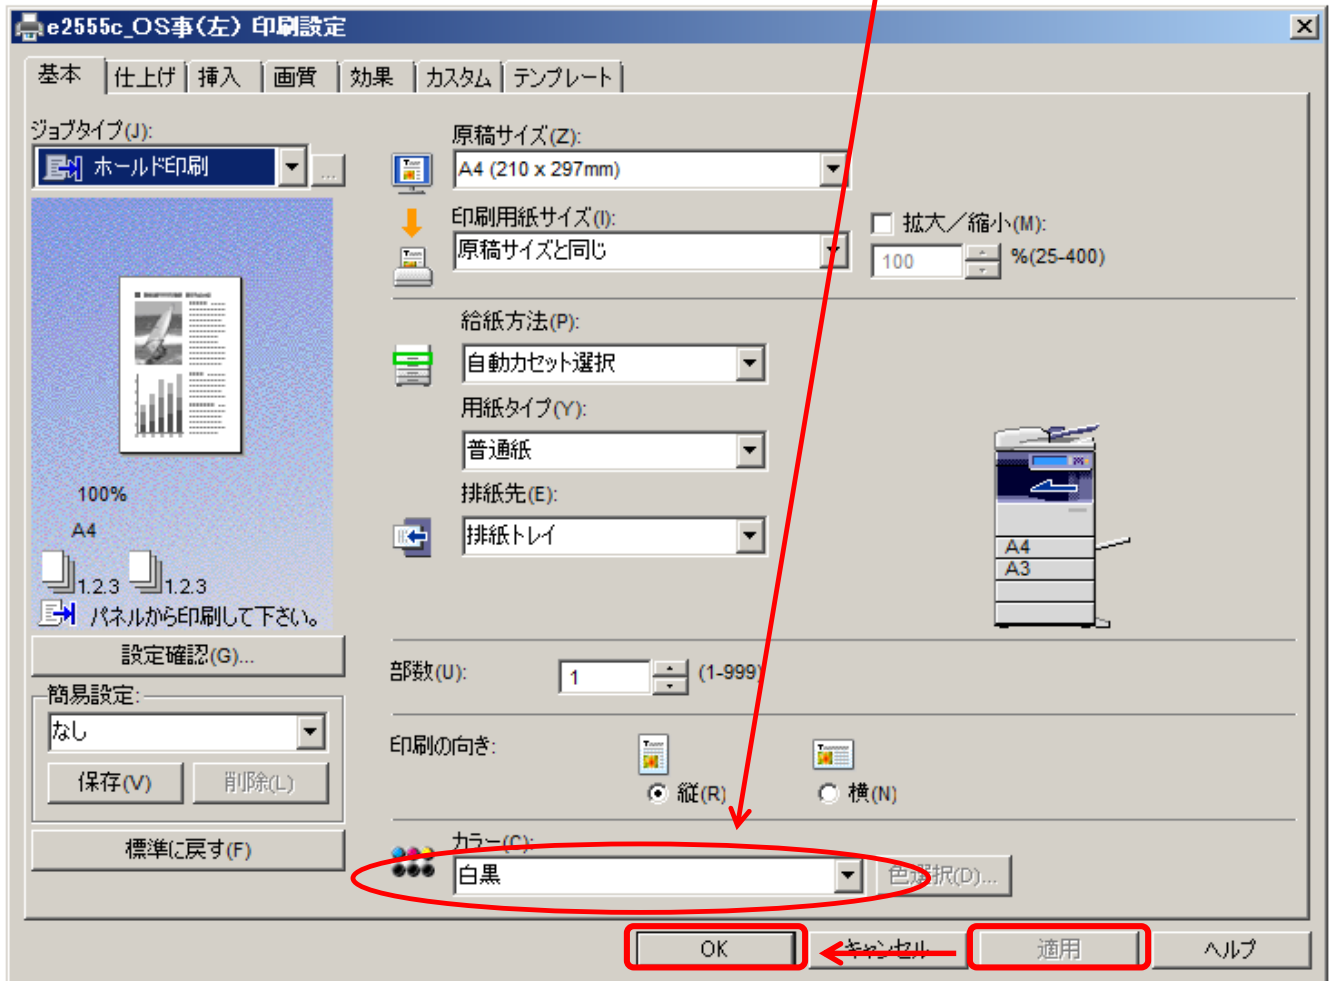 e2555c_OS事(左) 印刷設定
基本 仕上げ 挿入 画質 効果 カスタム テンプレート
ジョブタイプ(J):
ホールド印刷
...
原稿サイズ(Z):
A4 (210 x 297mm)
印刷用紙サイズ(I):
原稿サイズと同じ
拡大／縮小(M):
100 %(25-400)
給紙方法(P):
自動カセット選択
用紙タイプ(Y):
普通紙
排紙先(E):
排紙トレイ
A4
A3
100%
A4
1.2.3 1.2.3
パネルから印刷して下さい。
設定確認(G)...
簡易設定:
なし
保存(V) 削除(L)
標準に戻す(F)
部数(U): 1 (1-999)
印刷の向き:
縦(R) 横(N)
カラー(C):
白黒
色選択(D)...
OK キャンセル 適用 ヘルプ